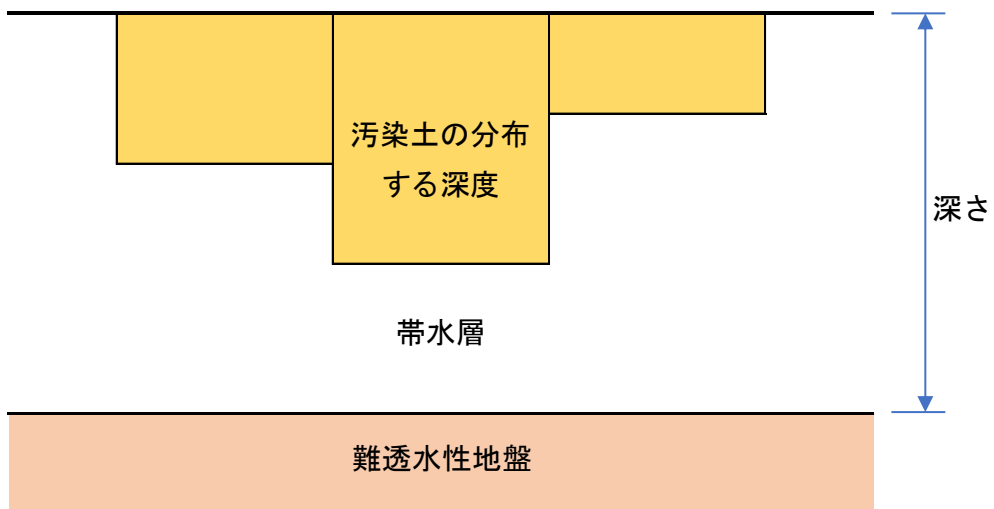 汚染土の分布
する深度
深さ
帯水層
難透水性地盤